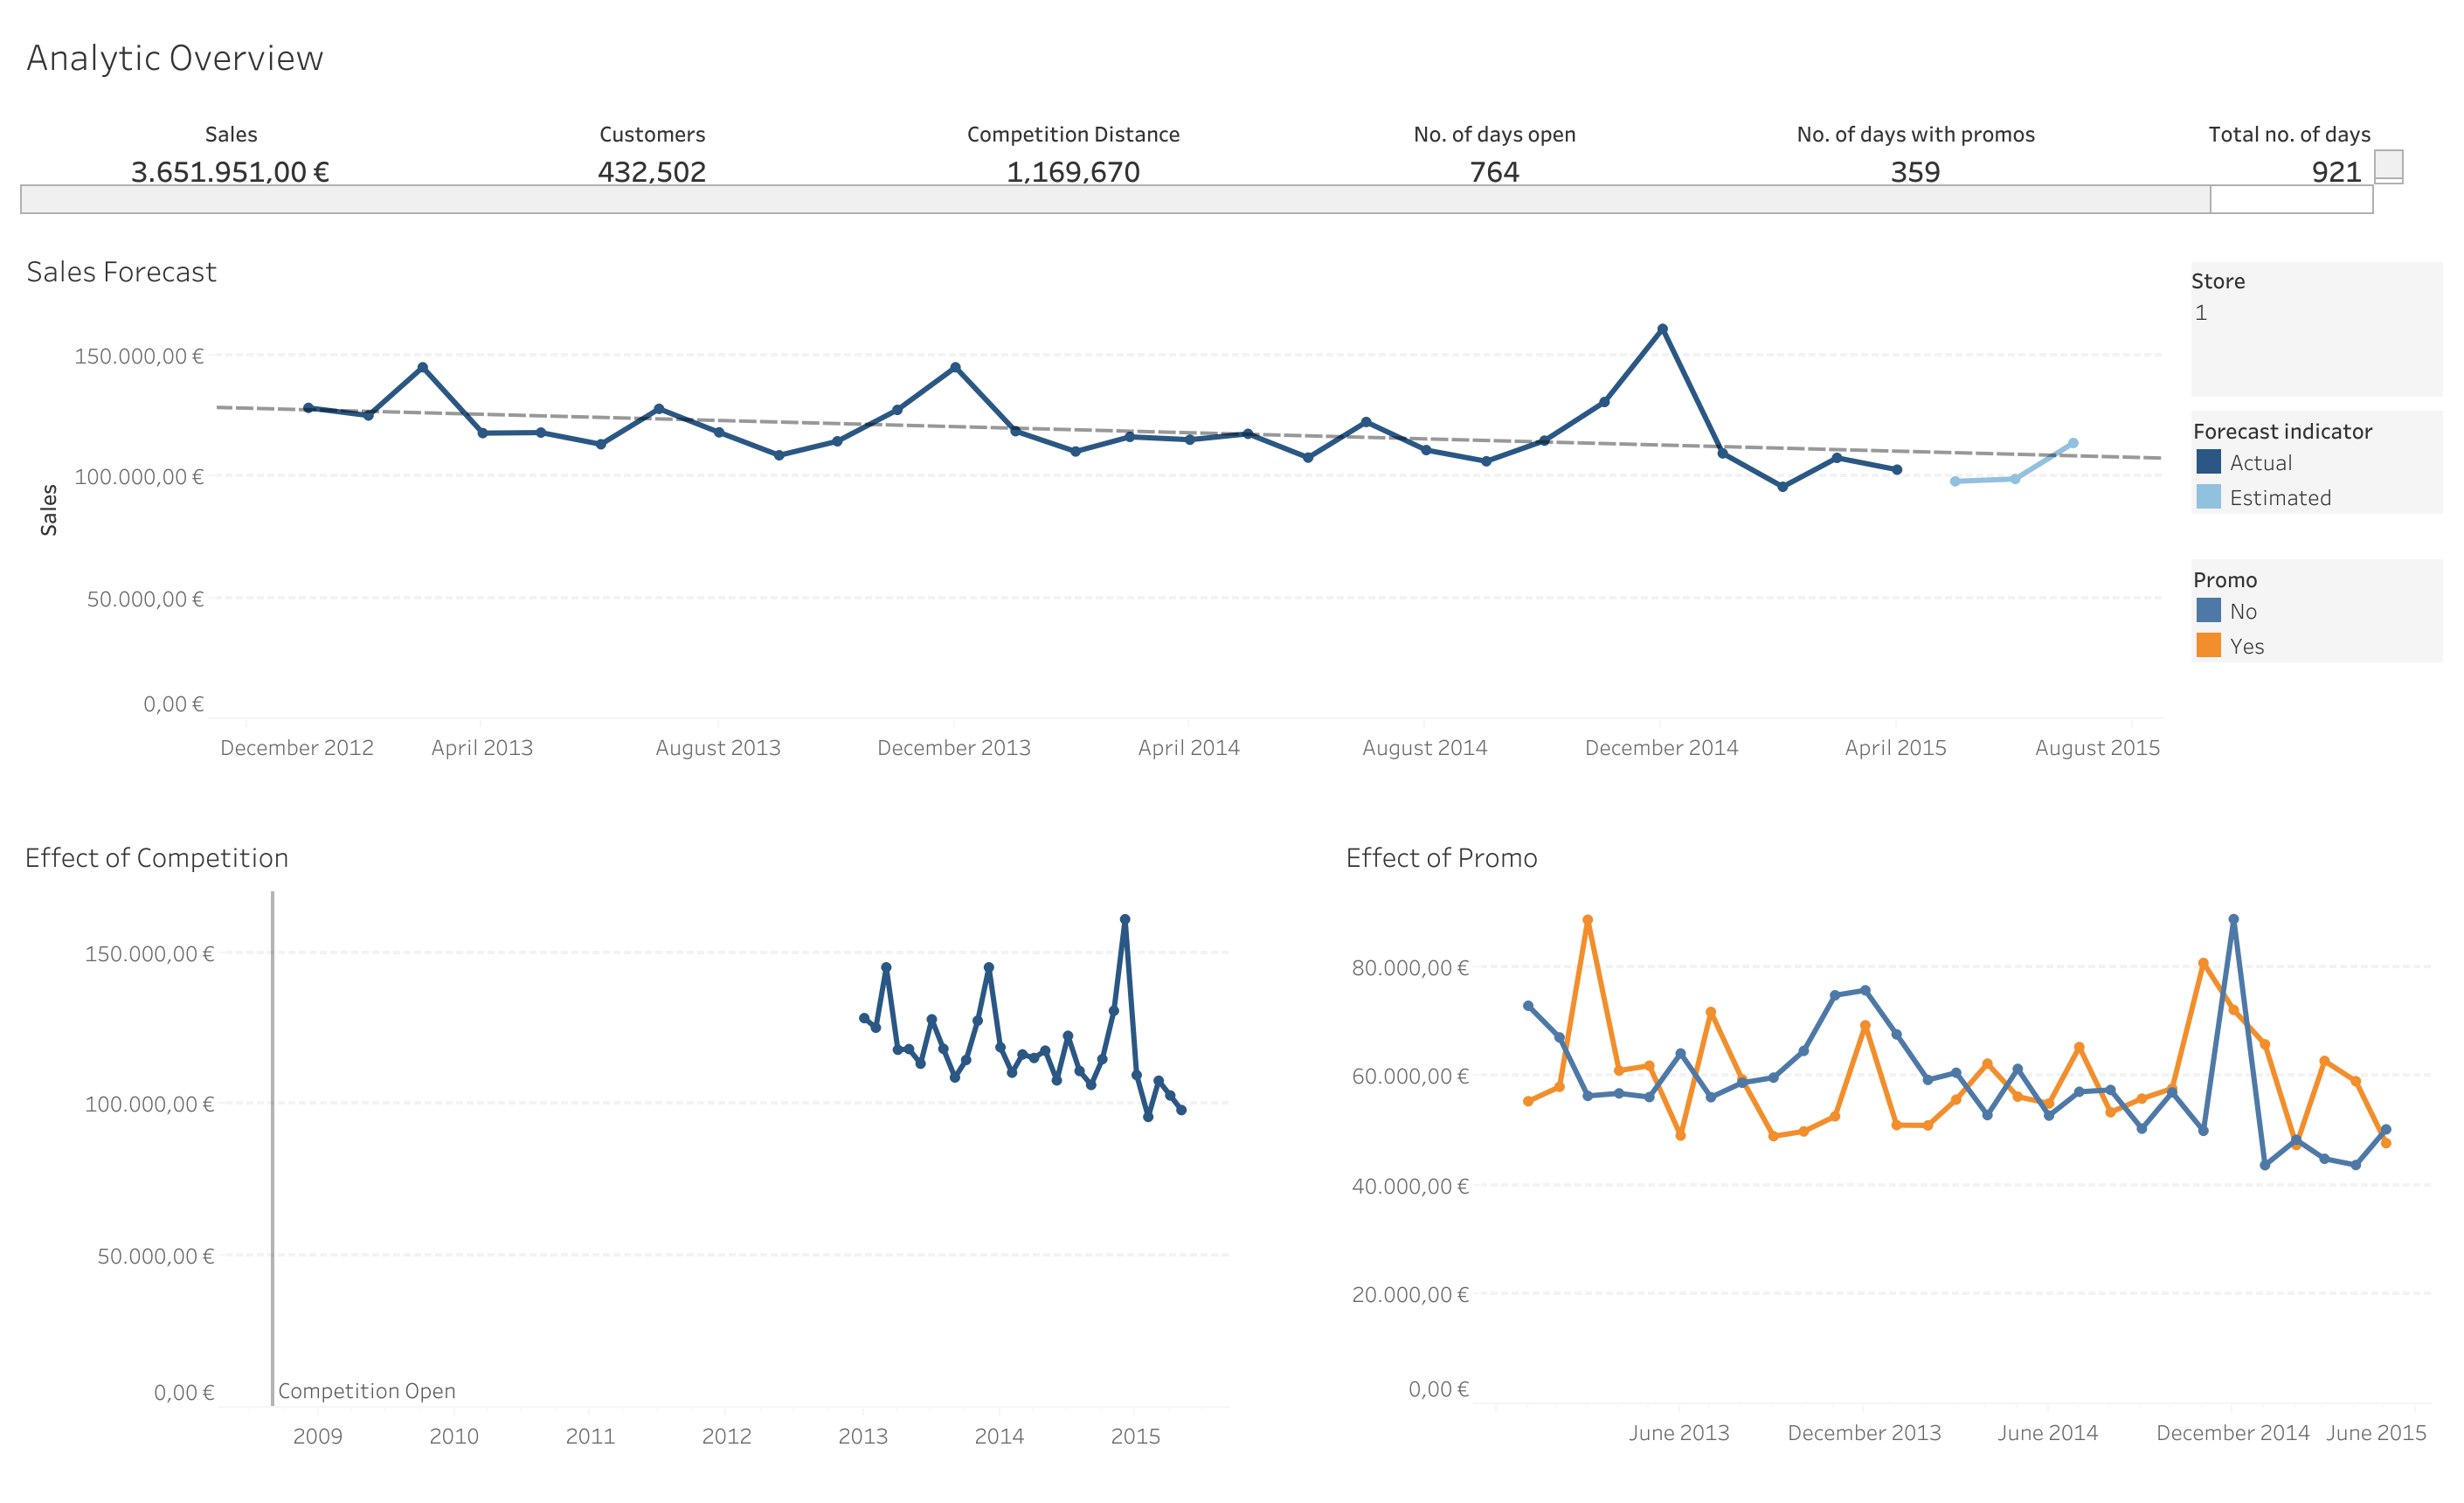 Analytic Overview
Sales
Customers
Competition Distance
No. of days open
No. of days with promos
Total no. of days
3.651.951,00 €
432,502
1,169,670
764
359
921
Sales Forecast
Sales
150.000,00 €
100.000,00 €
50.000,00 €
0,00 €
December 2012
April 2013
August 2013
December 2013
April 2014
August 2014
December 2014
April 2015
August 2015
Store
1
Forecast indicator
Actual
Estimated
Promo
No
Yes
Effect of Competition
150.000,00 €
100.000,00 €
50.000,00 €
0,00 €
Competition Open
2009
2010
2011
2012
2013
2014
2015
Effect of Promo
80.000,00 €
60.000,00 €
40.000,00 €
20.000,00 €
0,00 €
June 2013
December 2013
June 2014
December 2014
June 2015